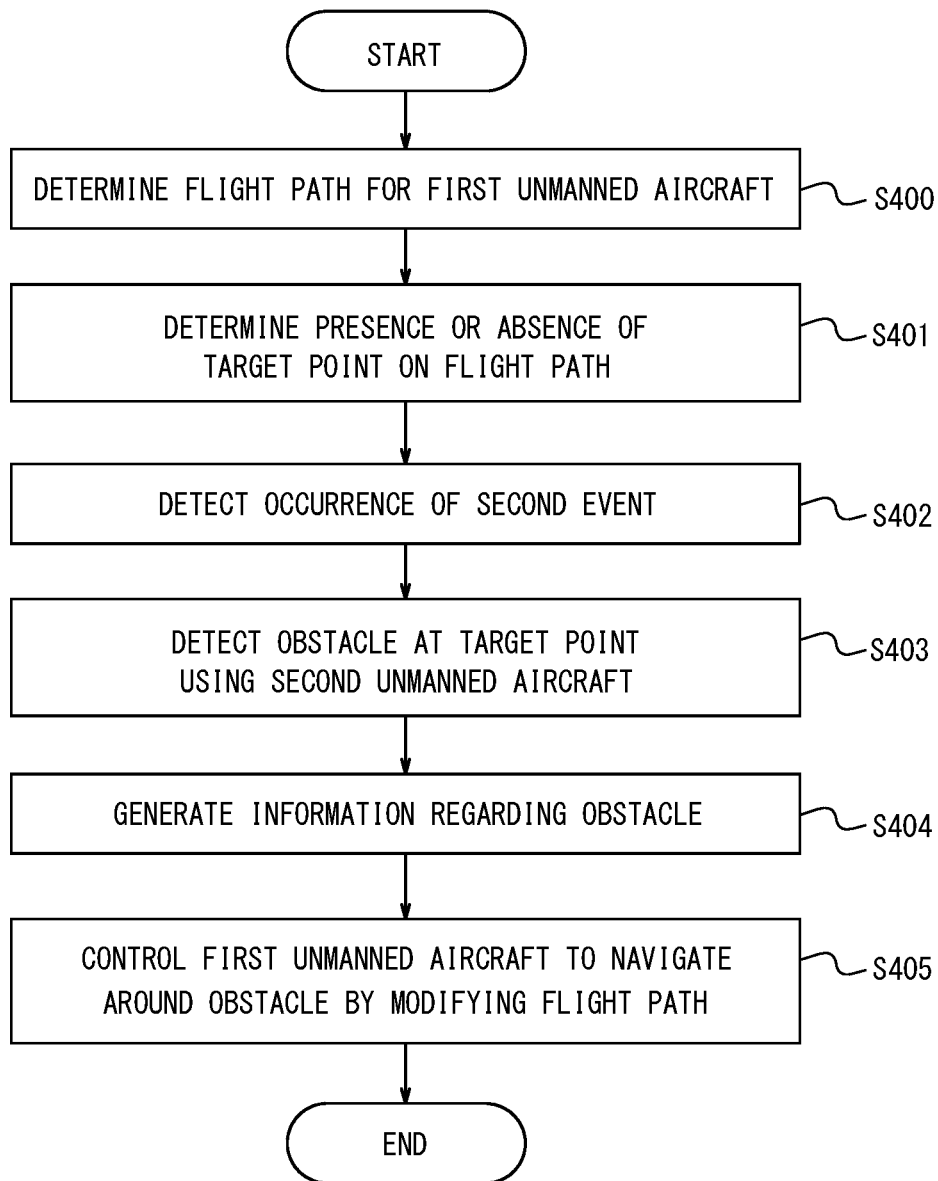 START
DETERMINE FLIGHT PATH FOR FIRST UNMANNED AIRCRAFT
S400
DETERMINE PRESENCE OR ABSENCE OF
TARGET POINT ON FLIGHT PATH
S401
DETECT OCCURRENCE OF SECOND EVENT
S402
DETECT OBSTACLE AT TARGET POINT
USING SECOND UNMANNED AIRCRAFT
S403
GENERATE INFORMATION REGARDING OBSTACLE
S404
CONTROL FIRST UNMANNED AIRCRAFT TO NAVIGATE
AROUND OBSTACLE BY MODIFYING FLIGHT PATH
S405
END